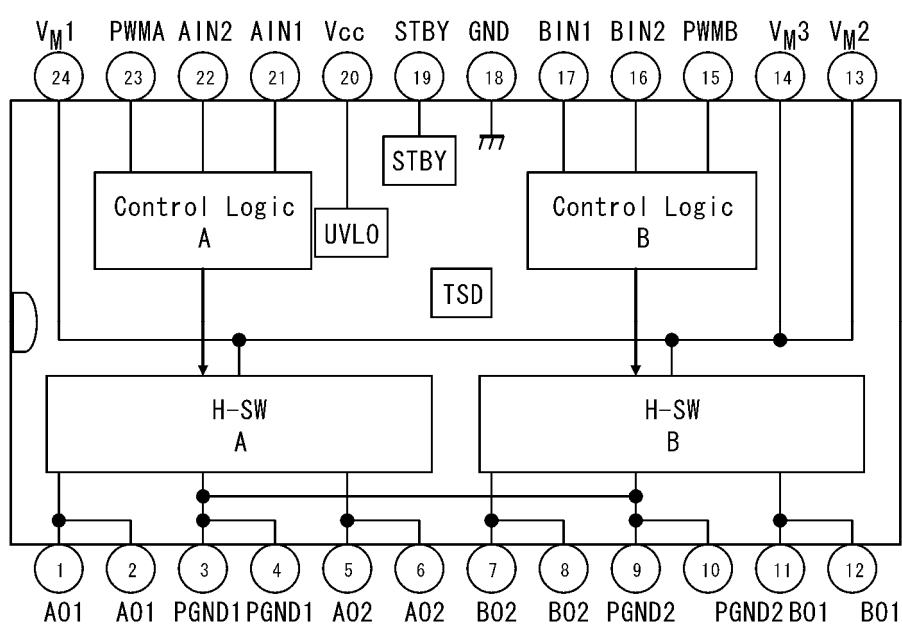 VM1 PWMA AIN2 AIN1 Vcc STBY GND BIN1 BIN2 PWMB VM3 VM2
24 23 22 21 20 19 18 17 16 15 14 13
STBY
Control Logic
A
UVLO
Control Logic
B
TSD
H-SW
A
H-SW
B
1 2 3 4 5 6 7 8 9 10 11 12
AO1 AO1 PGND1 PGND1 AO2 AO2 BO2 BO2 PGND2 PGND2 BO1 BO1